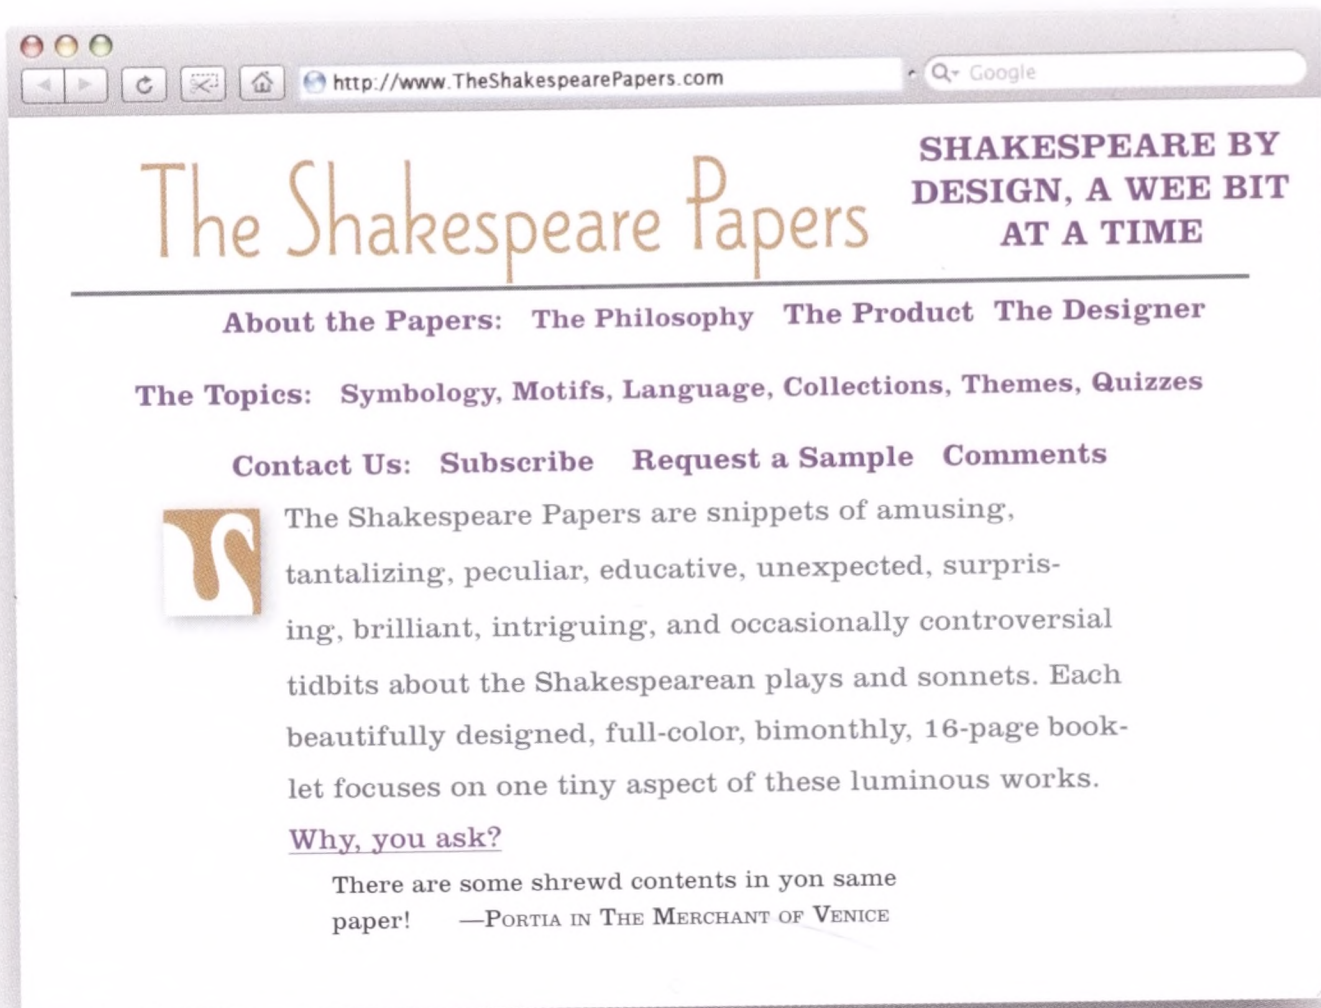 http://www.TheShakespearePapers.com
Google
The Shakespeare Papers
SHAKESPEARE BY
DESIGN, A WEE BIT
AT A TIME
About the Papers: The Philosophy The Product The Designer
The Topics: Symbology, Motifs, Language, Collections, Themes, Quizzes
Contact Us: Subscribe Request a Sample Comments
The Shakespeare Papers are snippets of amusing,
tantalizing, peculiar, educative, unexpected, surpris-
ing, brilliant, intriguing, and occasionally controversial
tidbits about the Shakespearean plays and sonnets. Each
beautifully designed, full-color, bimonthly, 16-page book-
let focuses on one tiny aspect of these luminous works.
Why, you ask?
There are some shrewd contents in yon same
paper! —PORTIA IN THE MERCHANT OF VENICE